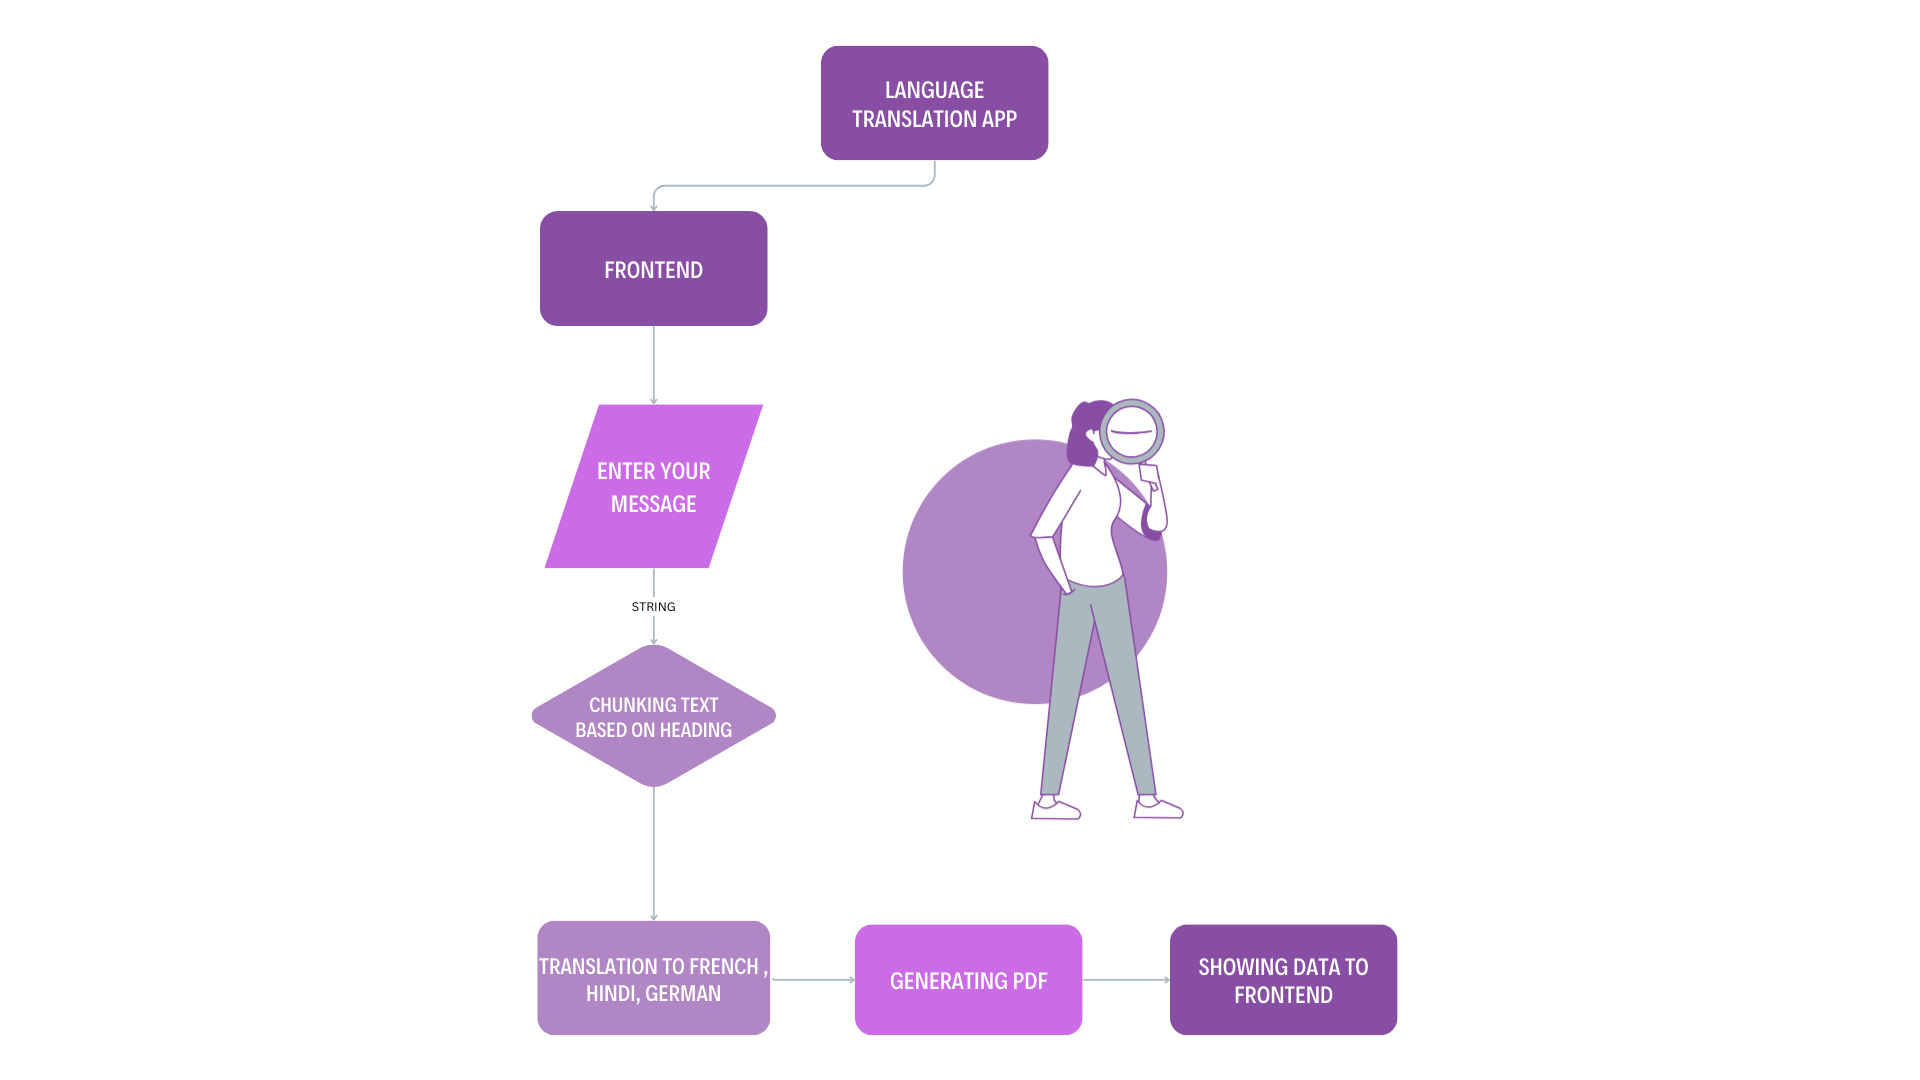 LANGUAGE
TRANSLATION APP
FRONTEND
ENTER YOUR
MESSAGE
STRING
CHUNKING TEXT
BASED ON HEADING
TRANSLATION TO FRENCH ,
HINDI, GERMAN
GENERATING PDF
SHOWING DATA TO
FRONTEND